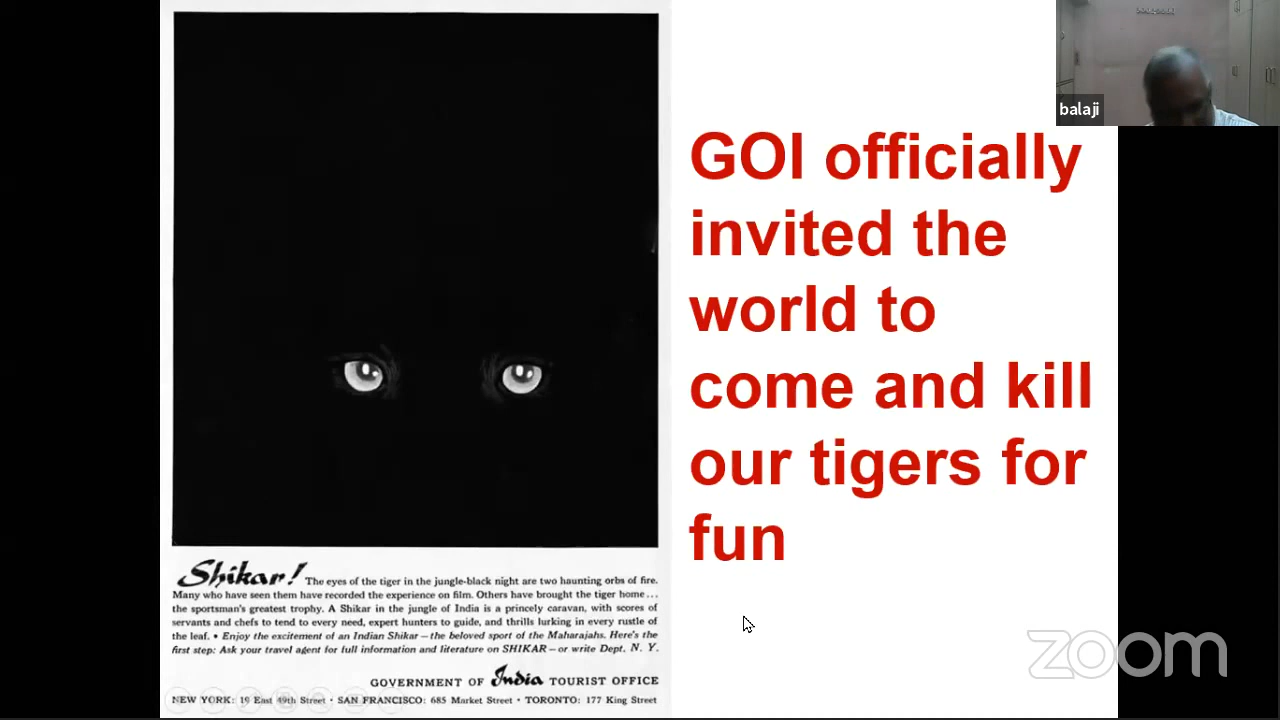 balaji
GOI officially
invited the
world to
come and kill
our tigers for
fun
Shikar! The eyes of the tiger in the jungle-black night are two haunting orbs of fire.
Many who have seen them have recorded the experience on film. Others have brought the tiger home...
the sportsman's greatest trophy. A Shikar in the jungle of India is a princely caravan, with scores of
servants and chefs to tend to every need, expert hunters to guide, and thrills lurking in every rustle of
the leaf. • Enjoy the excitement of an Indian Shikar—the beloved sport of the Maharajahs. Here's the
first step: Ask your travel agent for full information and literature on SHIKAR—or write Dept. N. Y.
GOVERNMENT OF India TOURIST OFFICE
NEW YORK: 19 East 49th Street • SAN FRANCISCO: 685 Market Street • TORONTO: 177 King Street
zoom